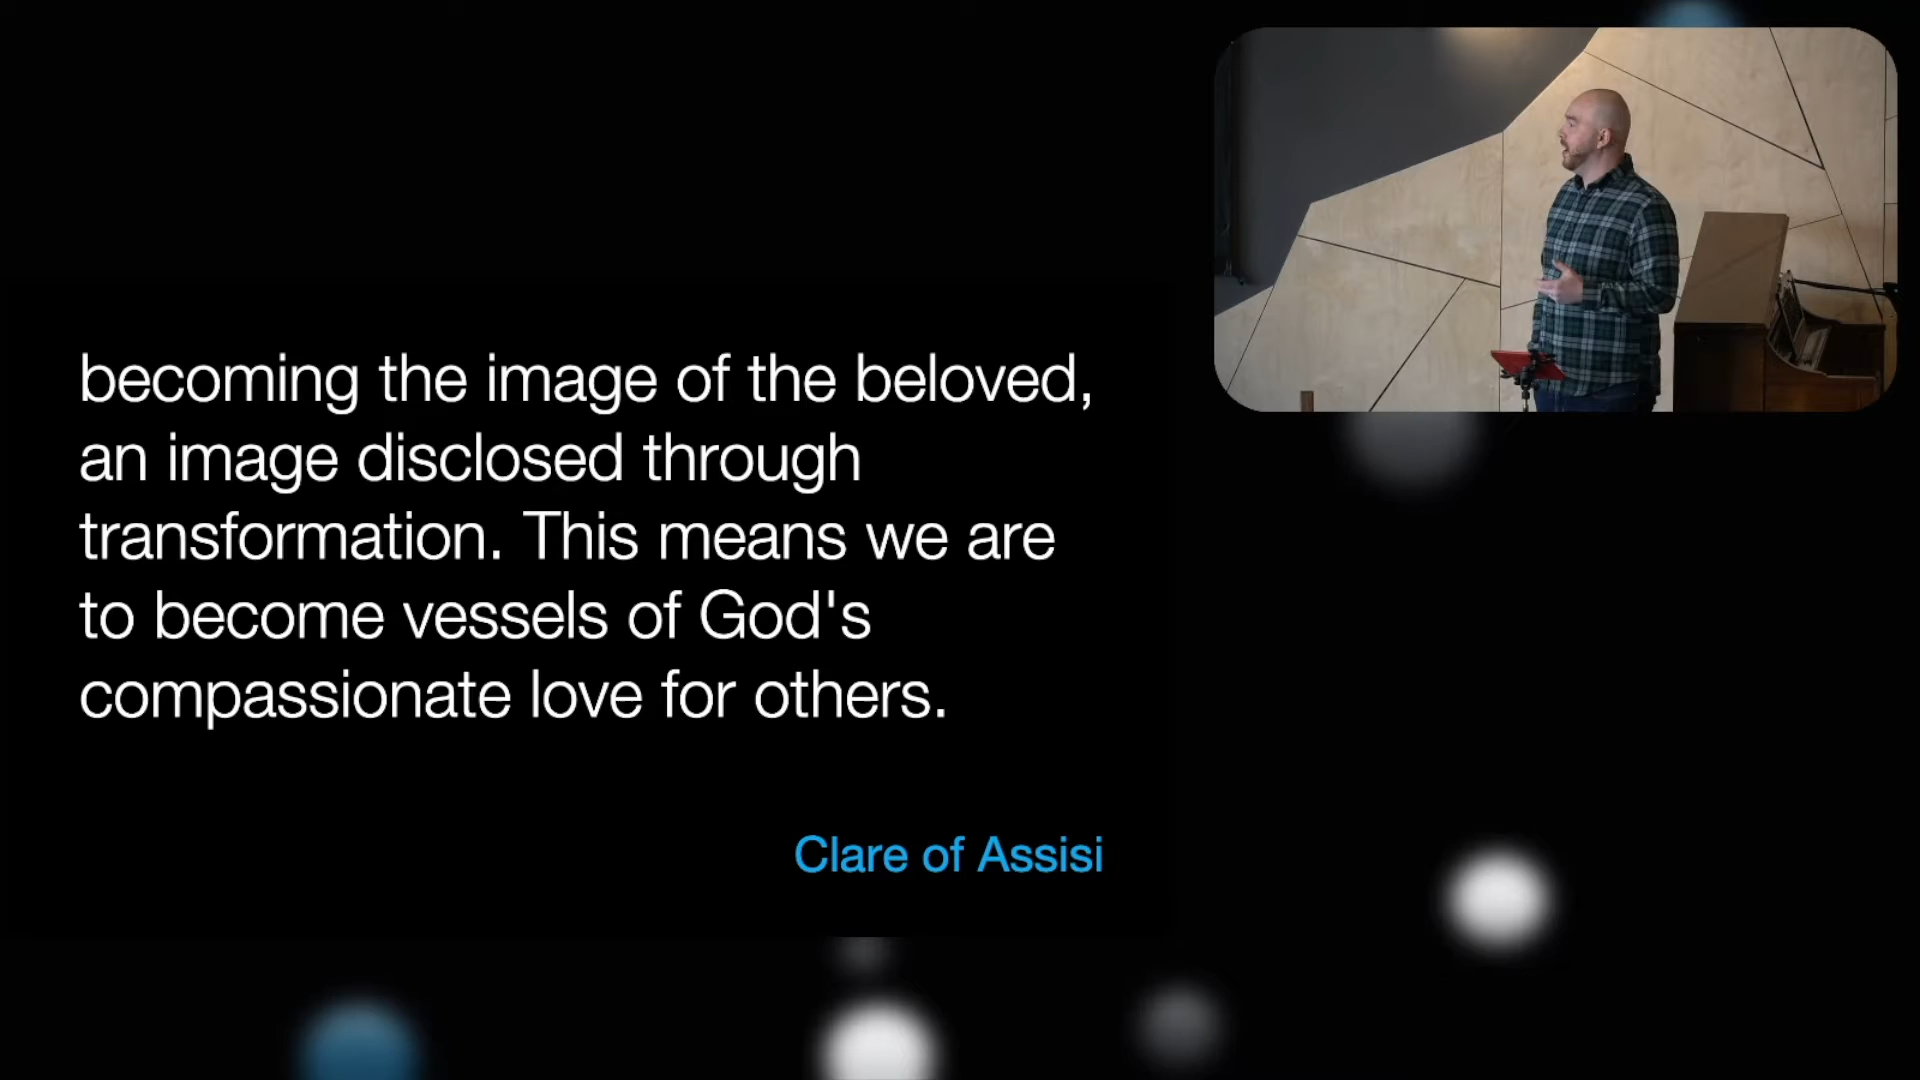 becoming the image of the beloved,
an image disclosed through
transformation. This means we are
to become vessels of God's
compassionate love for others.
Clare of Assisi